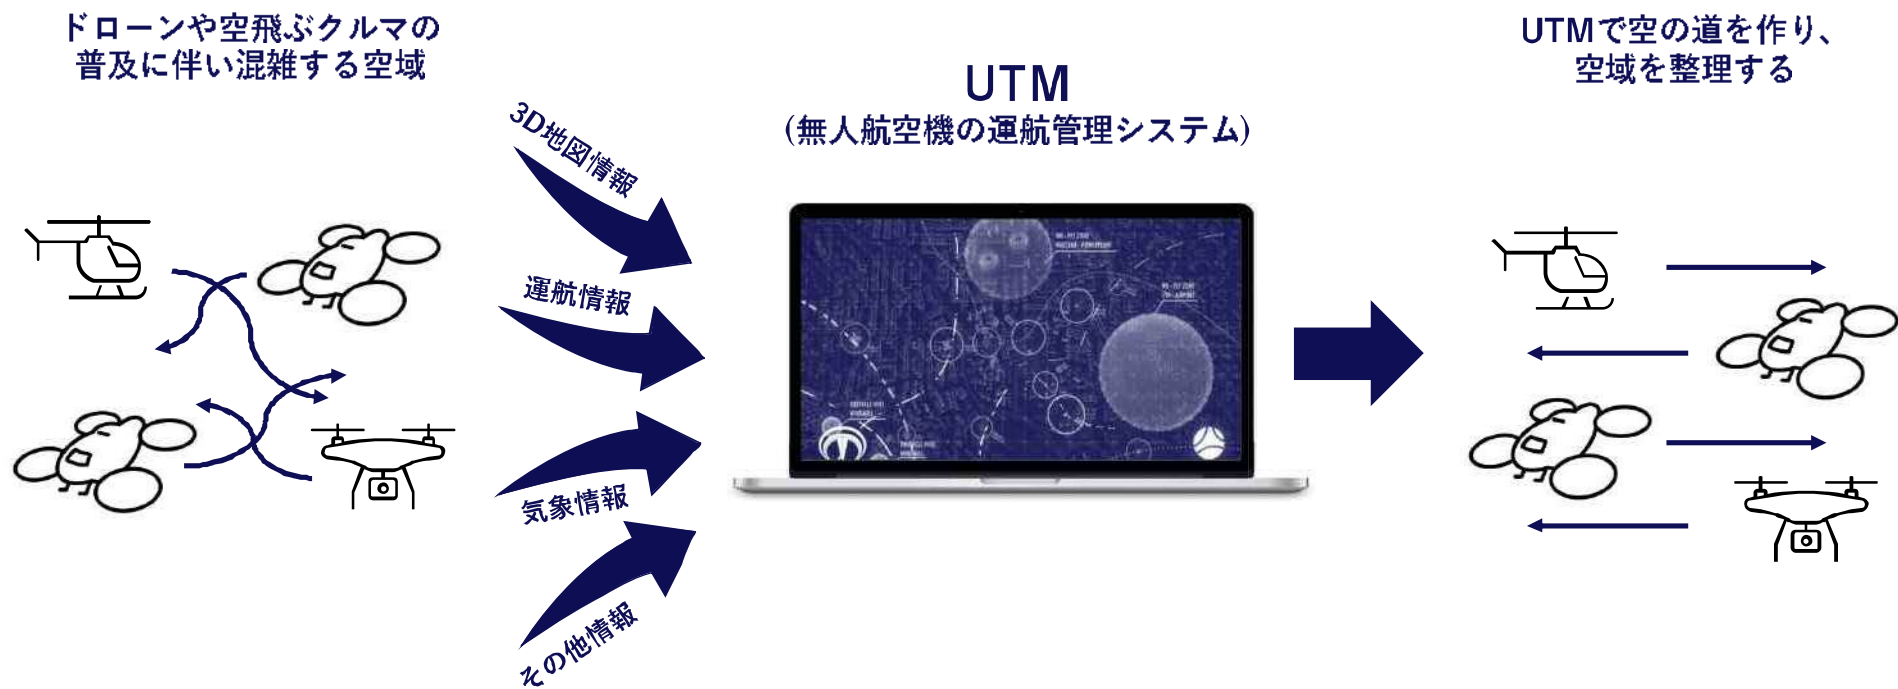 ドローンや空飛ぶクルマの
普及に伴い混雑する空域
3D地図情報
運航情報
気象情報
その他情報
UTM
(無人航空機の運航管理システム)
UTMで空の道を作り、
空域を整理する